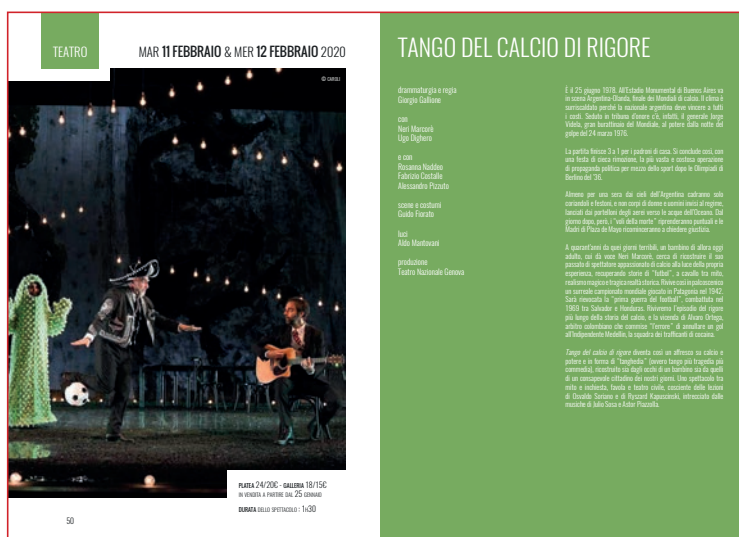 TEATRO
MAR 11 FEBBRAIO & MER 12 FEBBRAIO 2020
© CAROLI
PLATEA 24/20€ - GALLERIA 18/15€
IN VENDITA A PARTIRE DAL 25 GENNAIO
DURATA DELLO SPETTACOLO : 1H30
50
TANGO DEL CALCIO DI RIGORE
drammaturgia e regia
Giorgio Gallione
con
Neri Marcorè
Ugo Dighero
e con
Rosanna Naddeo
Fabrizio Costella
Alessandro Pizzuto
scene e costumi
Guido Fiorato
luci
Aldo Mantovani
produzione
Teatro Nazionale Genova
È il 25 giugno 1978. All'Estadio Monumental di Buenos Aires va
in scena Argentina-Olanda, finale dei Mondiali di calcio. Il clima è
surriscaldato perché la nazionale argentina deve vincere a tutti
i costi. Seduto in tribuna d'onore c'è, infatti, il generale Jorge
Videla, gran burattinaio del Mondiale, al potere dalla notte del
golpe del 24 marzo 1976.
La partita finisce 3 a 1 per i padroni di casa. Si conclude così, con
una festa di cieca rimozione, la più vasta e costosa operazione
di propaganda politica per mezzo dello sport dopo le Olimpiadi di
Berlino del '36.
Almeno per una sera dai cieli dell'Argentina cadranno solo
coriandoli e festoni, e non corpi di donne e uomini invisi al regime,
lanciati dai portelloni degli aerei verso le acque dell'Oceano. Dal
giorno dopo, però, i "voli della morte" riprenderanno puntuali e le
Madri di Plaza de Mayo ricominceranno a chiedere giustizia.
A quarant'anni da quei giorni terribili, un bambino di allora oggi
adulto, cui dà voce Neri Marcorè, cerca di ricostruire il suo
passato di spettatore appassionato di calcio alla luce della propria
esperienza, recuperando storie di "futbol", a cavallo tra mito,
realismo magico e tragica realtà storica. Rivive così in palcoscenico
un surreale campionato mondiale giocato in Patagonia nel 1942.
Sarà rievocata la "prima guerra del football", combattuta nel
1969 tra Salvador e Honduras. Rivivremo l'episodio del rigore
più lungo della storia del calcio, e la vicenda di Alvaro Ortega,
arbitro colombiano che commise "l'errore" di annullare un gol
all'Indipendente Medellin, la squadra dei trafficanti di cocaina.
Tango del calcio di rigore diventa così un affresco su calcio e
potere e in forma di "tanghedia" (ovvero tango più tragedia più
commedia), ricostruito sia dagli occhi di un bambino sia da quelli
di un consapevole cittadino dei nostri giorni. Uno spettacolo tra
mito e inchiesta, favola e teatro civile, cosciente delle lezioni
di Osvaldo Soriano e di Ryszard Kapuscinski, intrecciato dalle
musiche di Julio Sosa e Astor Piazzolla.